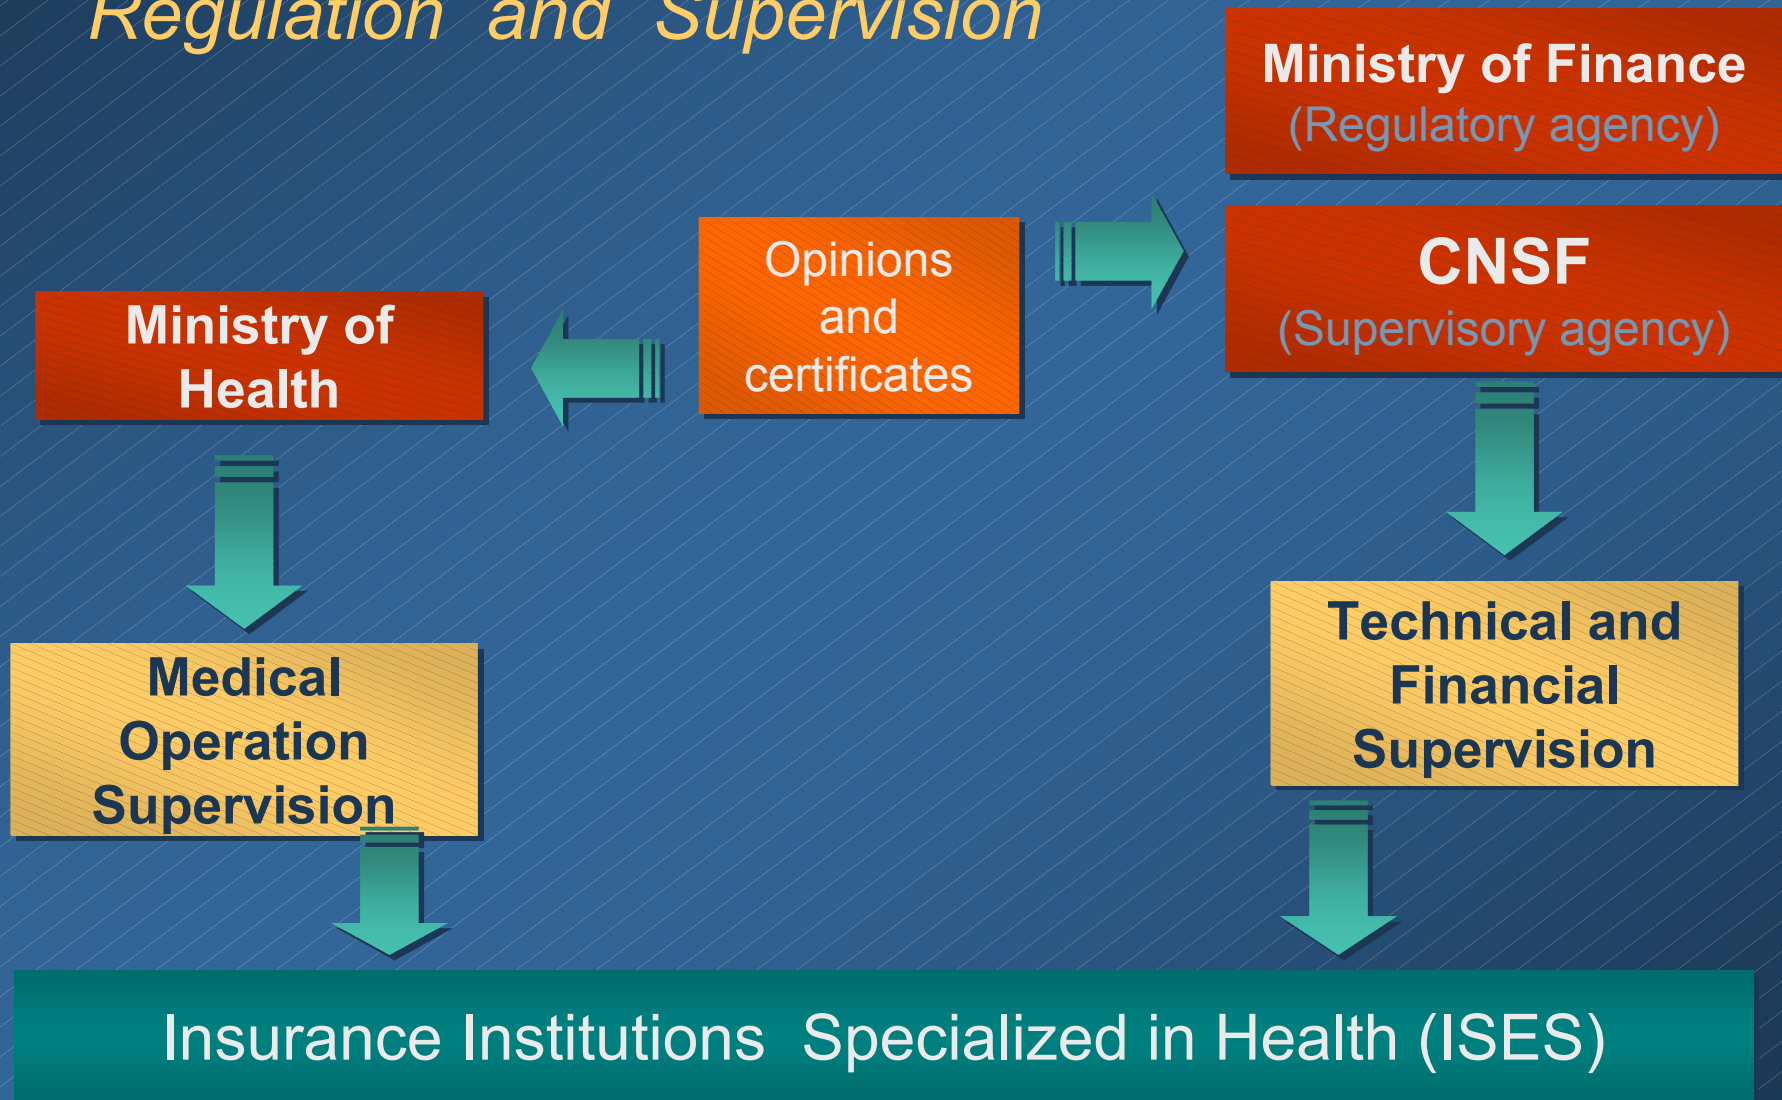 Regulation and Supervision
Ministry of Finance
(Regulatory agency)
CNSF
(Supervisory agency)
Opinions
and
certificates
Ministry of
Health
Technical and
Financial
Supervision
Medical
Operation
Supervision
Insurance Institutions Specialized in Health (ISES)